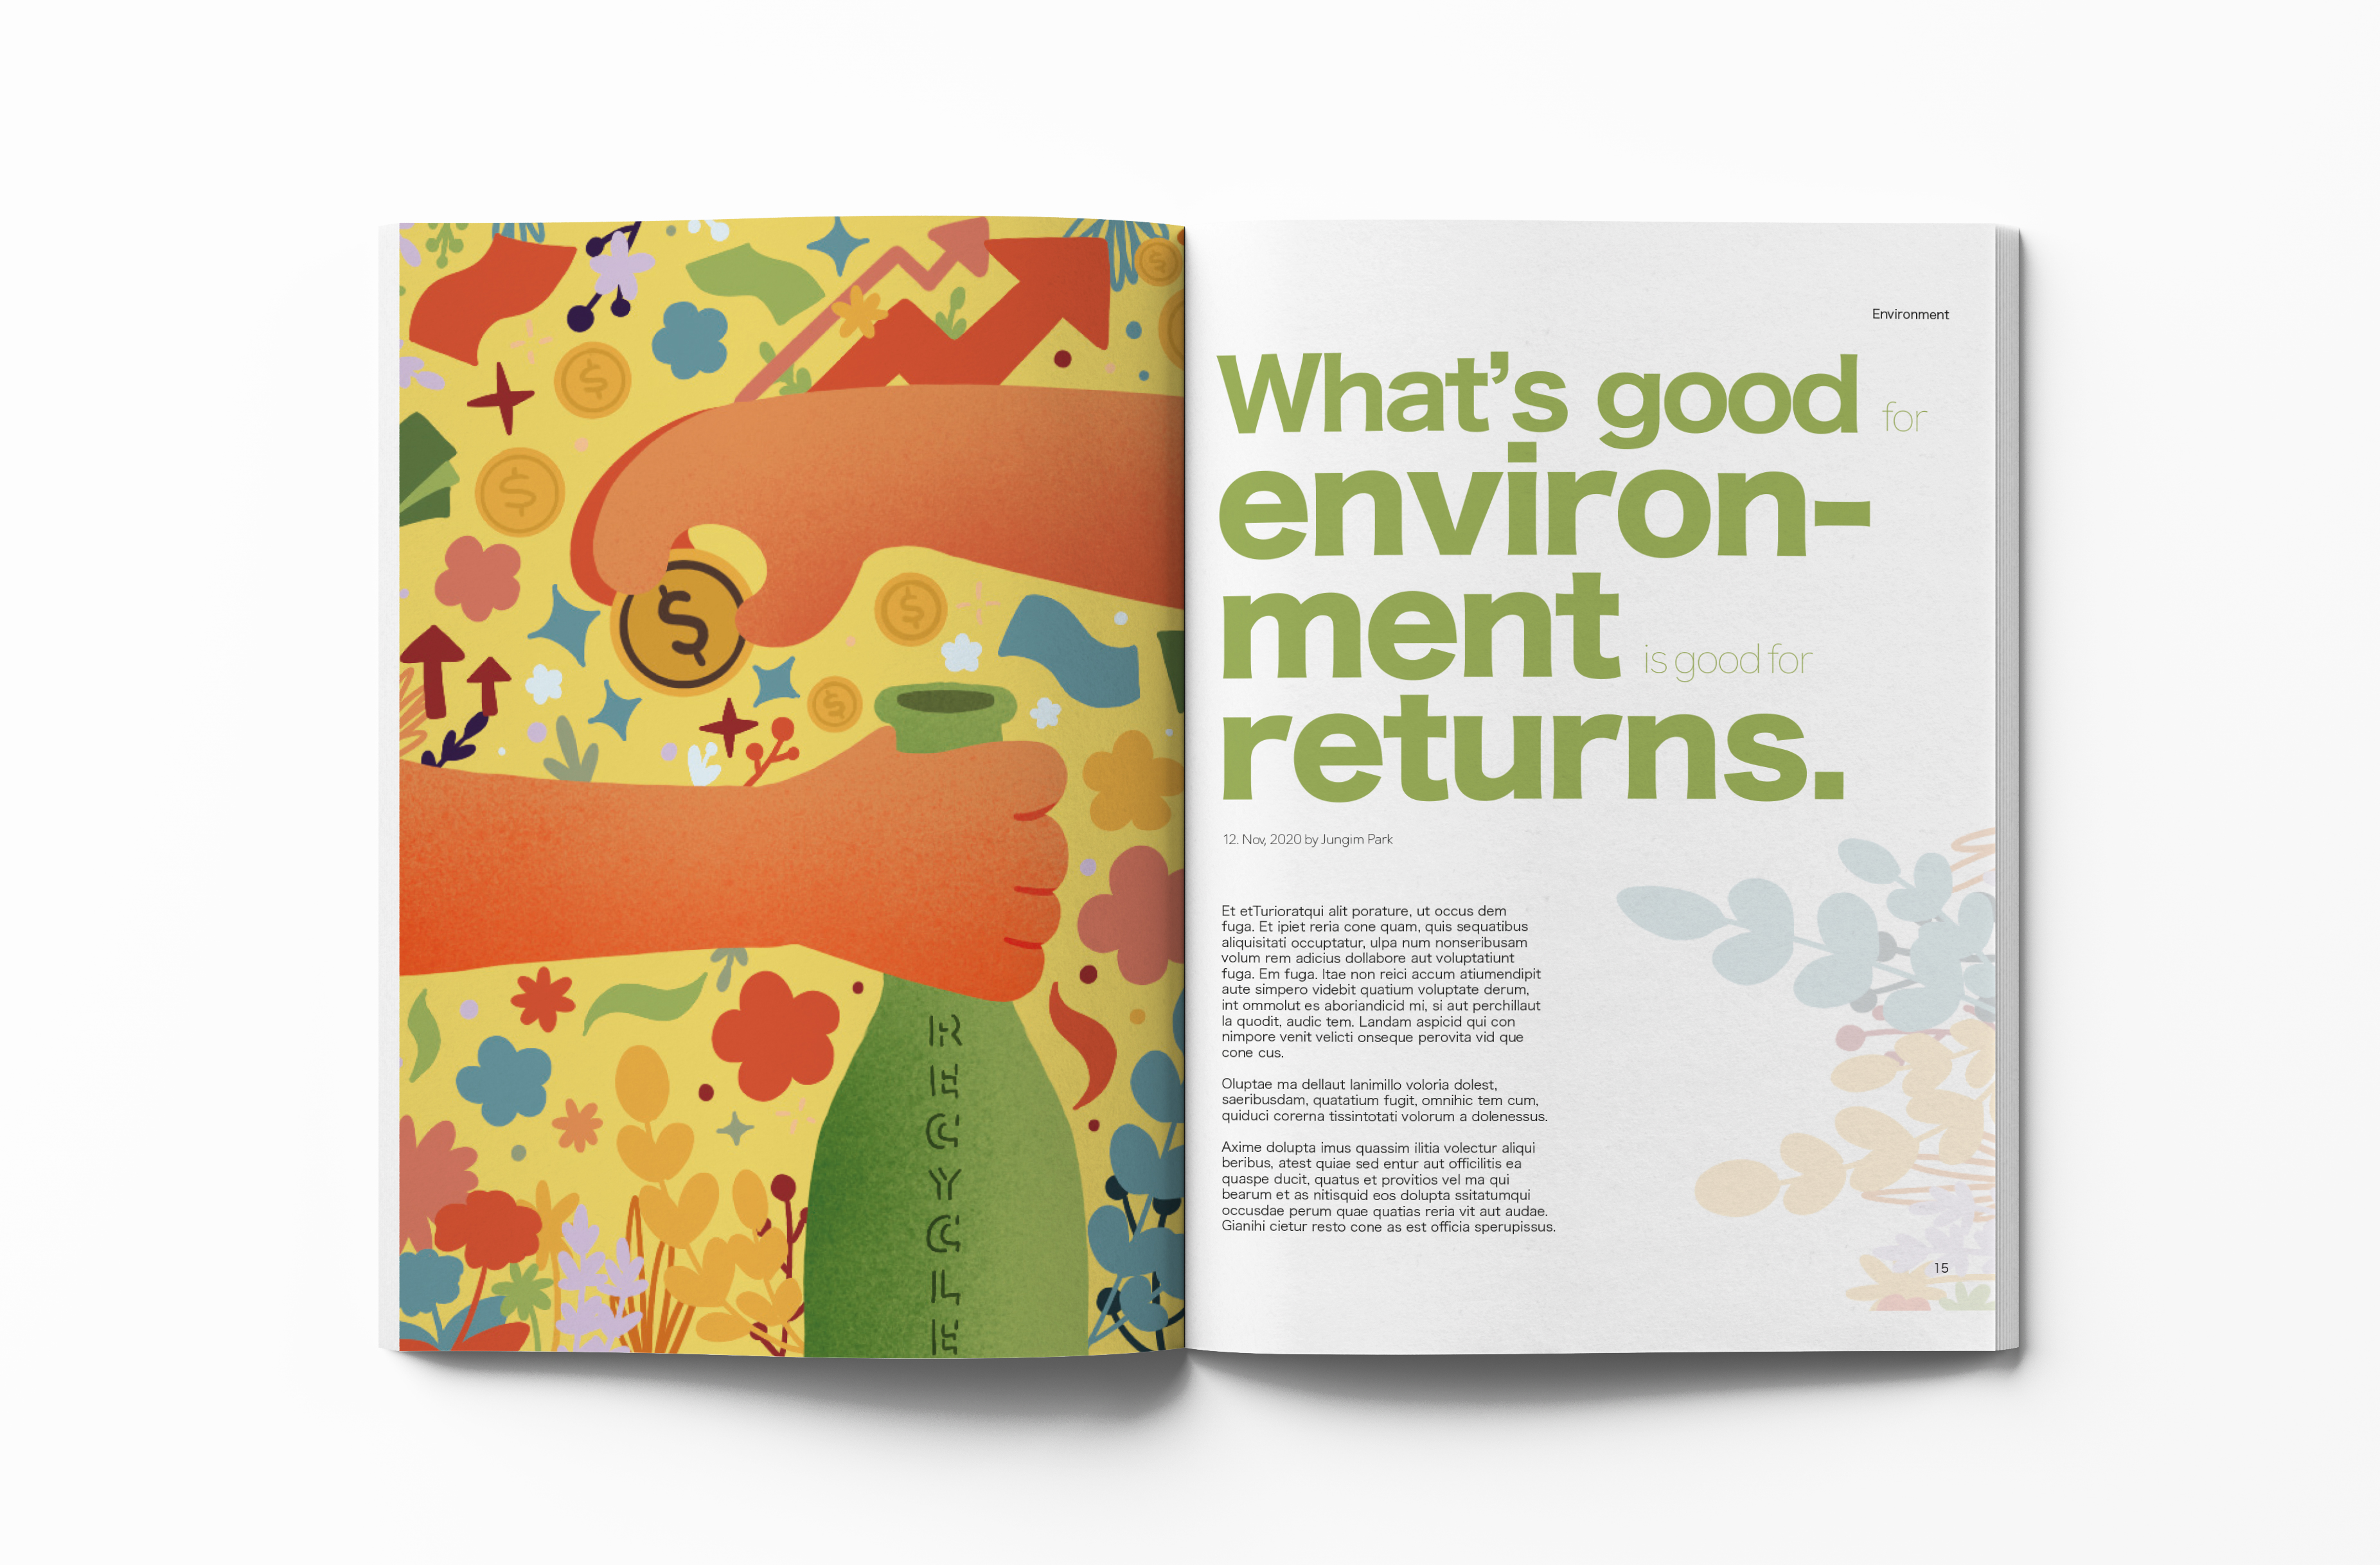 $
$
$
$
$
$
R
E
C
Y
C
L
E
Environment
What's good for
environ-
ment is good for
returns.
12. Nov, 2020 by Jungim Park
Et etTurioratqui alit porature, ut occus dem
fuga. Et ipiet reria cone quam, quis sequatibus
aliquisitati occuptatur, ulpa num nonseribusam
volum rem adicius dollabore aut voluptatiunt
fuga. Em fuga. Itae non reici accum atiumendipit
aute simpero videbit quatium voluptate derum,
int ommolut es aboriandicid mi, si aut perchillaut
la quodit, audic tem. Landam aspicid qui con
nimpore venit velicti onseque perovita vid que
cone cus.
Oluptae ma dellaut lanimillo voloria dolest,
saeribusdam, quatatium fugit, omnihic tem cum,
quiduci corerna tissintotati volorum a dolenessus.
Axime dolupta imus quassim ilitia volectur aliqui
beribus, atest quiae sed entur aut officilitis ea
quaspe ducit, quatus et provitios vel ma qui
bearum et as nitisquid eos dolupta ssitatumqui
occusdae perum quae quatias reria vit aut audae.
Gianihi cietur resto cone as est officia sperupissus.
15